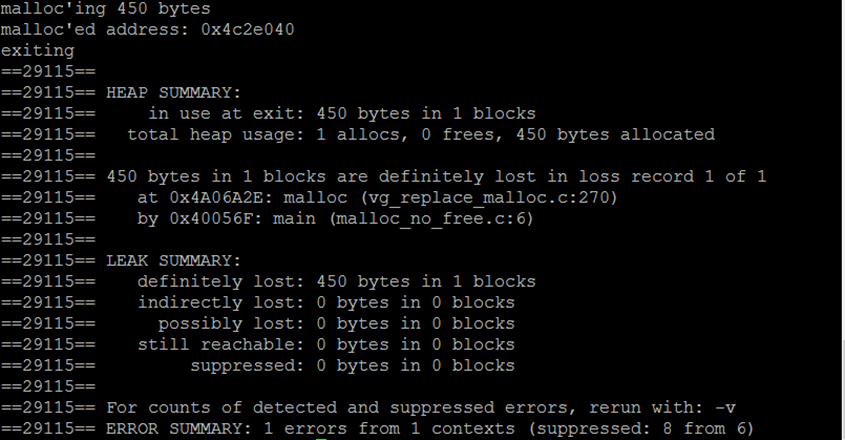 malloc'ing 450 bytes
malloc'ed address: 0x4c2e040
exiting
==29115==
==29115== HEAP SUMMARY:
==29115==     in use at exit: 450 bytes in 1 blocks
==29115==   total heap usage: 1 allocs, 0 frees, 450 bytes allocated
==29115==
==29115== 450 bytes in 1 blocks are definitely lost in loss record 1 of 1
==29115==    at 0x4A06A2E: malloc (vg_replace_malloc.c:270)
==29115==    by 0x40056F: main (malloc_no_free.c:6)
==29115==
==29115== LEAK SUMMARY:
==29115==    definitely lost: 450 bytes in 1 blocks
==29115==    indirectly lost: 0 bytes in 0 blocks
==29115==      possibly lost: 0 bytes in 0 blocks
==29115==    still reachable: 0 bytes in 0 blocks
==29115==         suppressed: 0 bytes in 0 blocks
==29115==
==29115== For counts of detected and suppressed errors, rerun with: -v
==29115== ERROR SUMMARY: 1 errors from 1 contexts (suppressed: 8 from 6)